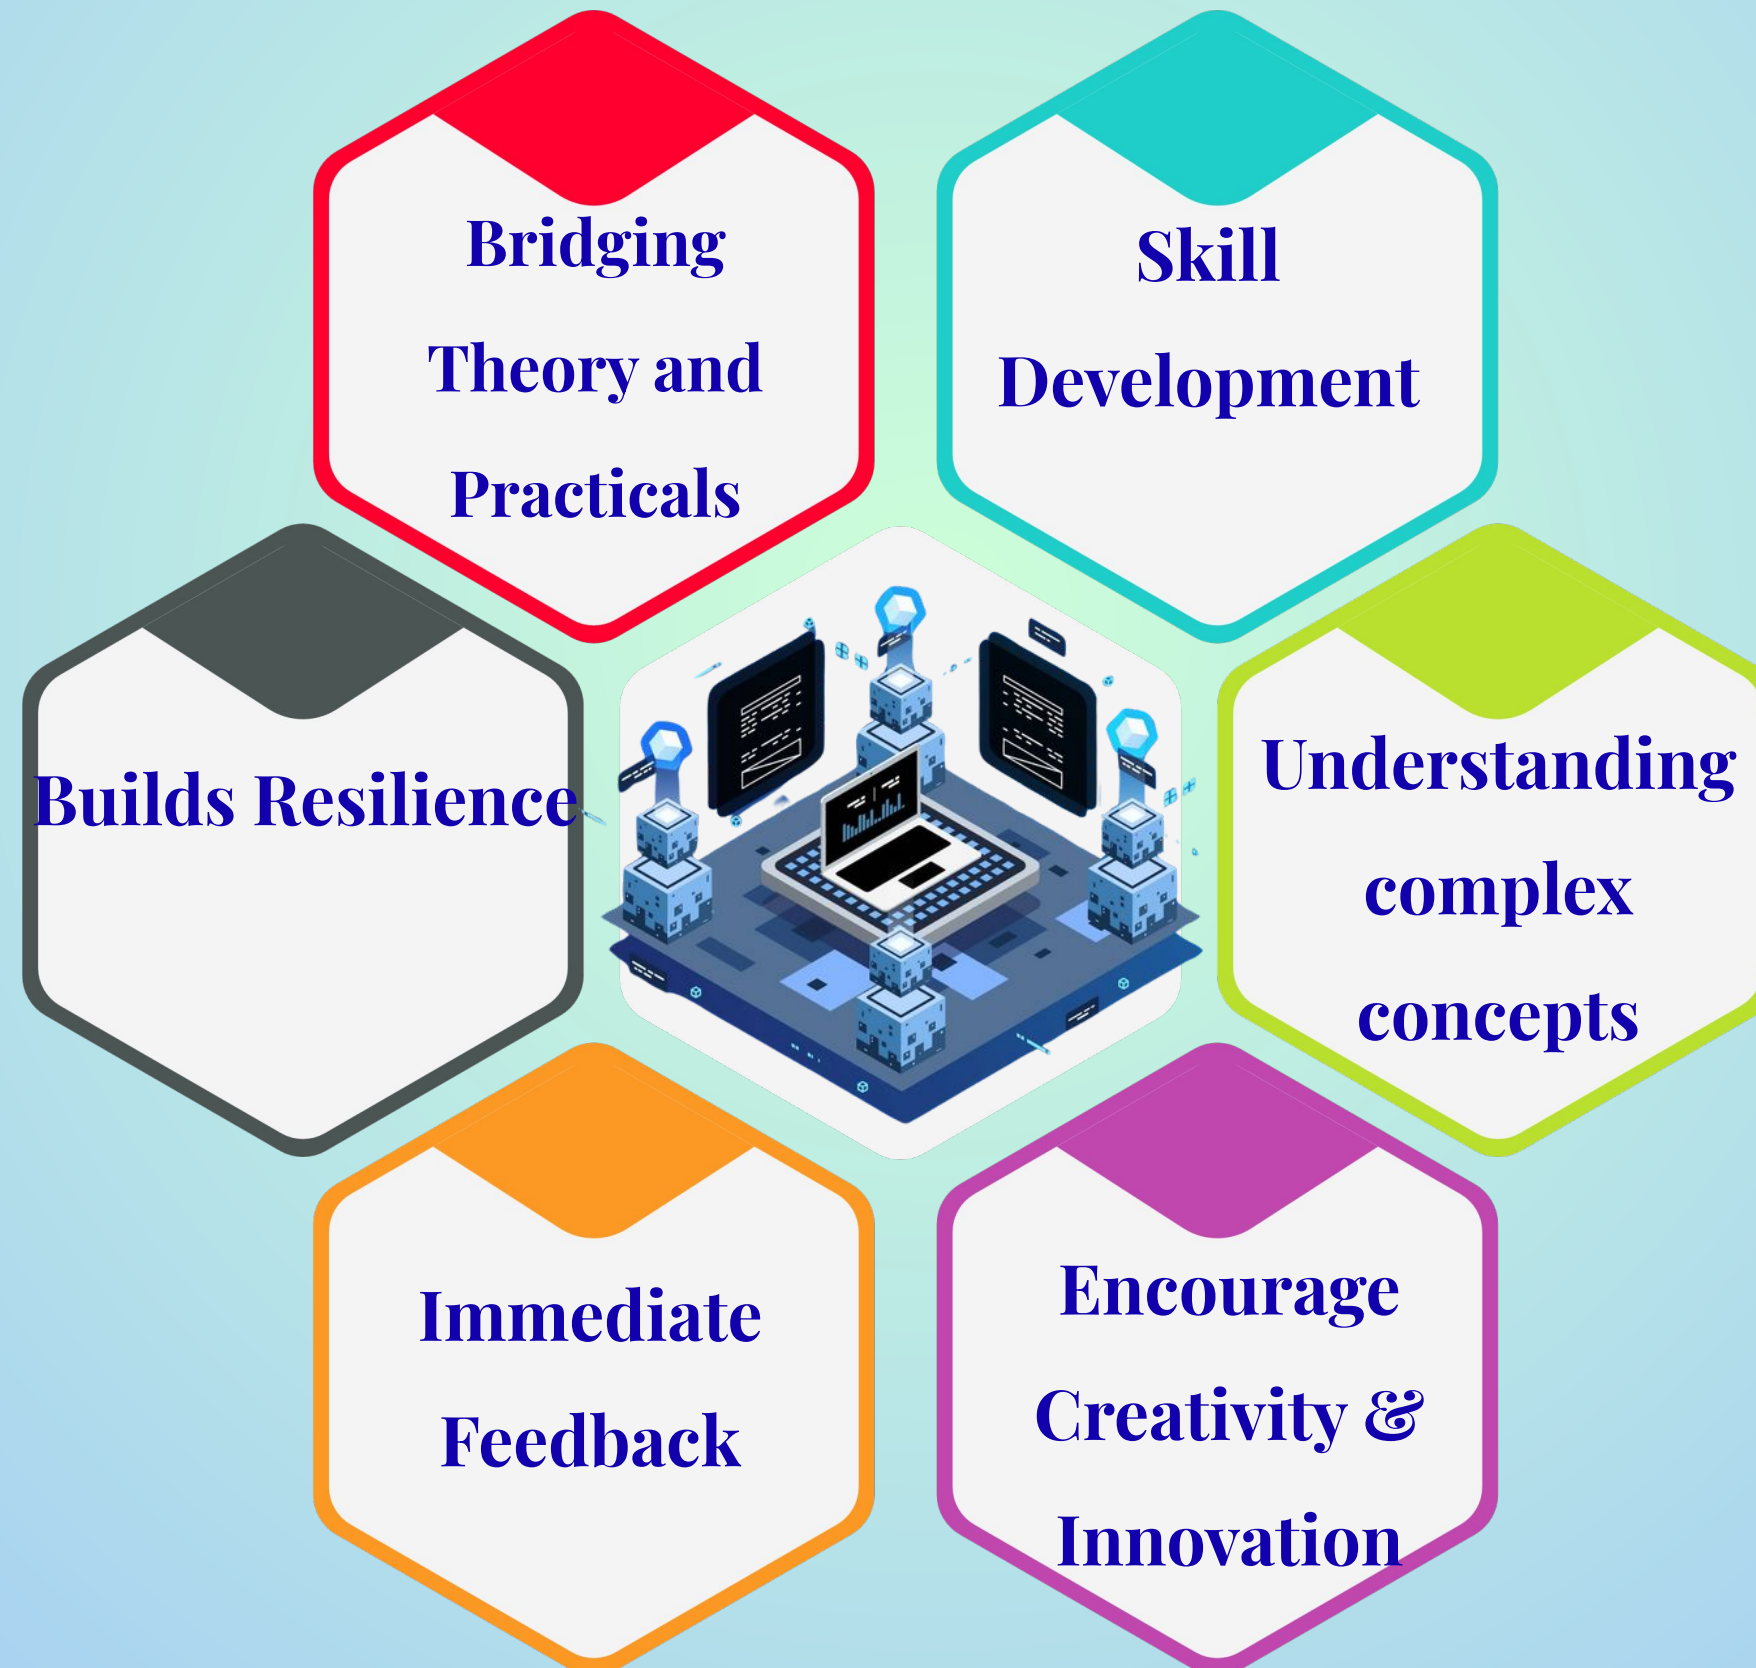 Bridging
Theory and
Practicals
Skill
Development
Builds Resilience
Understanding
complex
concepts
Immediate
Feedback
Encourage
Creativity &
Innovation